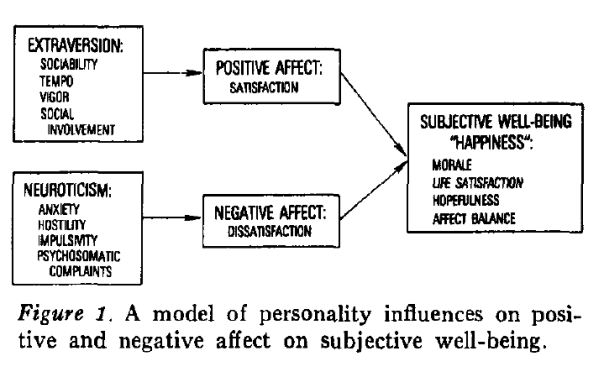 EXTRAVERSION:
SOCIABILITY
TEMPO
VIGOR
SOCIAL
INVOLVEMENT
POSITIVE AFFECT:
SATISFACTION
NEUROTICISM:
ANXIETY
HOSTILITY
IMPULSIVITY
PSYCHOSOMATIC
COMPLAINTS
NEGATIVE AFFECT:
DISSATISFACTION
SUBJECTIVE WELL-BEING
"HAPPINESS":
MORALE
LIFE SATISFACTION
HOPEFULNESS
AFFECT BALANCE
Figure 1. A model of personality influences on posi-
tive and negative affect on subjective well-being.